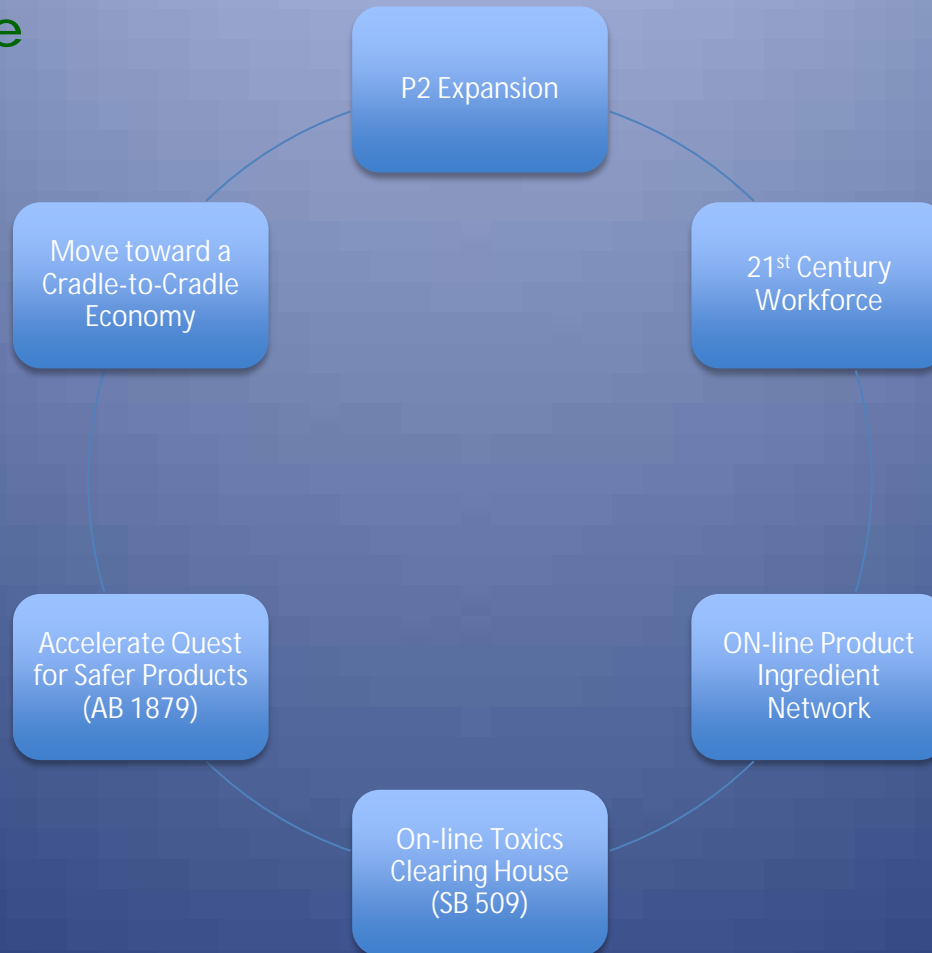 e
P2 Expansion
21st Century
Workforce
ON-line Product
Ingredient
Network
On-line Toxics
Clearing House
(SB 509)
Accelerate Quest
for Safer Products
(AB 1879)
Move toward a
Cradle-to-Cradle
Economy